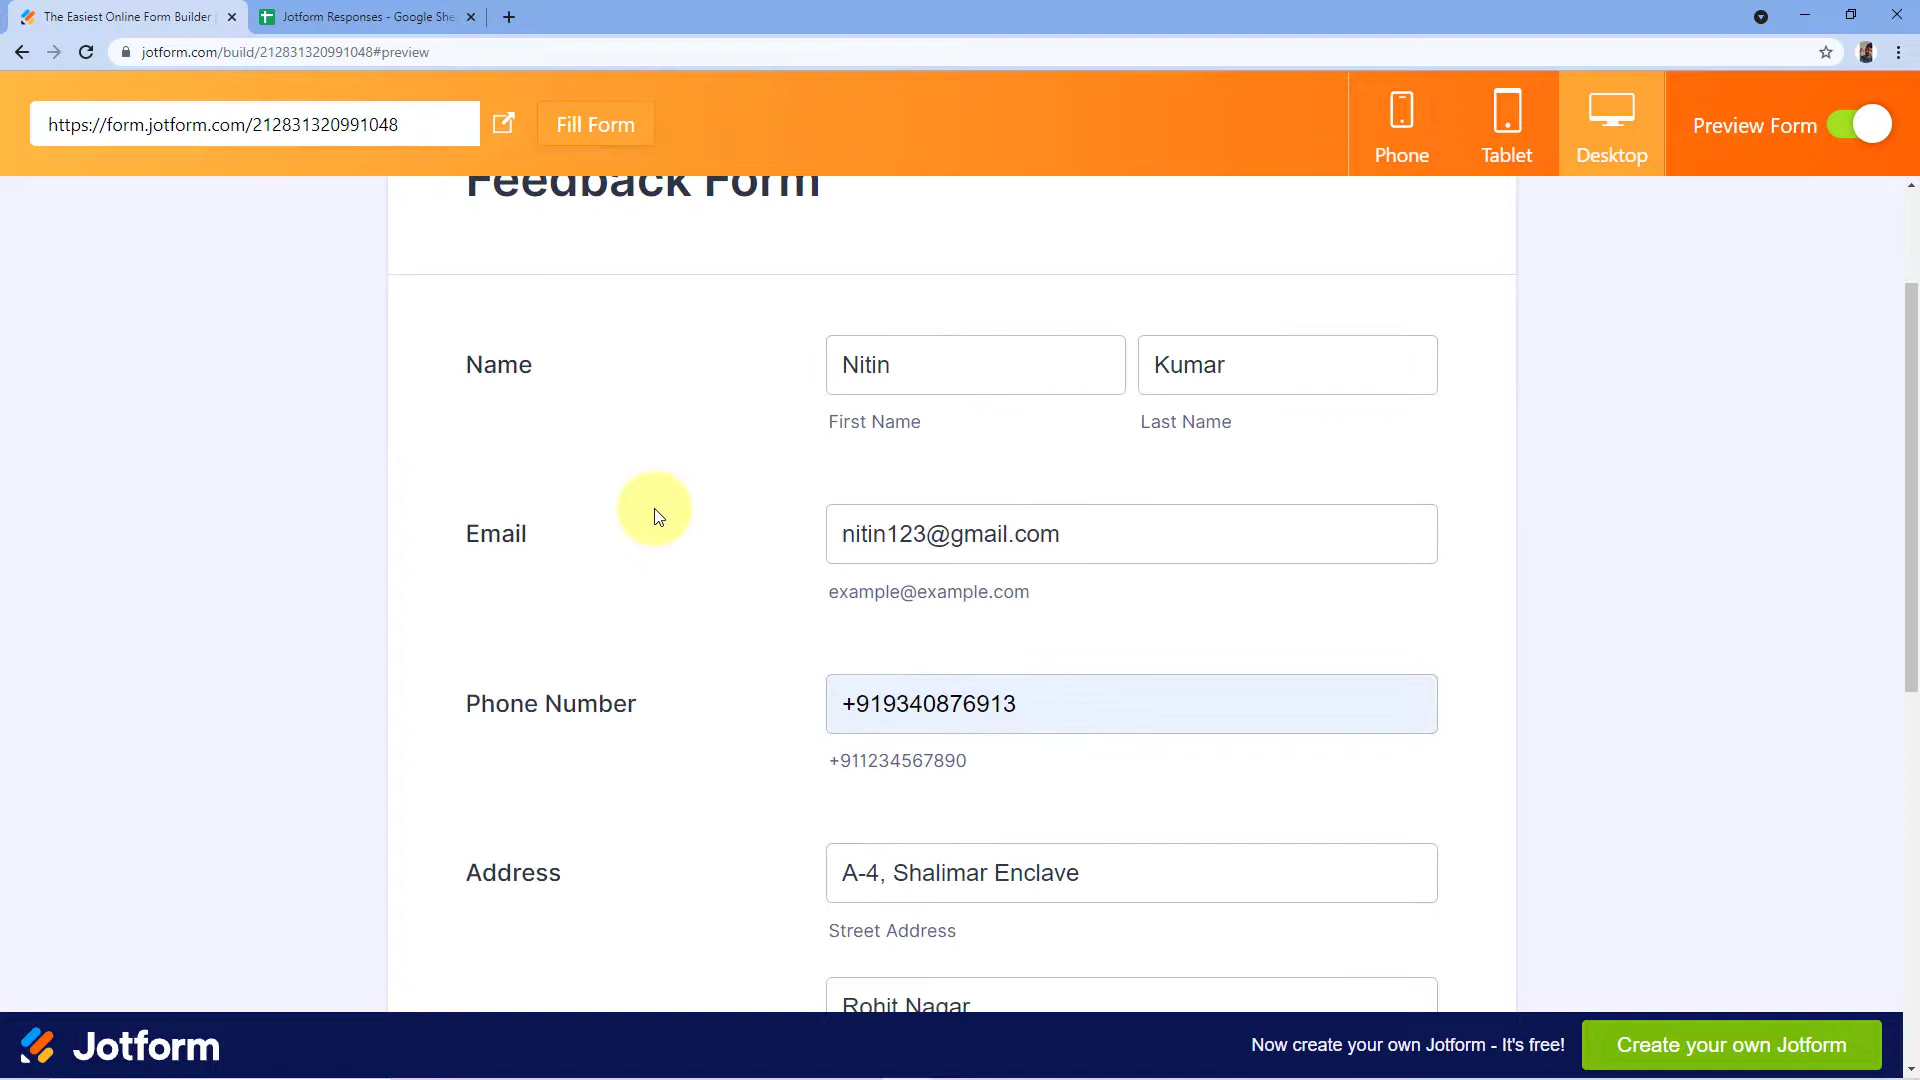 The Easiest Online Form Builder
Jotform Responses - Google She
jotform.com/build/212831320991048#preview
https://form.jotform.com/212831320991048
Fill Form
Phone
Tablet
Desktop
Preview Form
Feedback Form
Name
Nitin
Kumar
First Name
Last Name
Email
nitin123@gmail.com
example@example.com
Phone Number
+919340876913
+911234567890
Address
A-4, Shalimar Enclave
Street Address
Rohit Nagar
Jotform
Now create your own Jotform - It's free!
Create your own Jotform